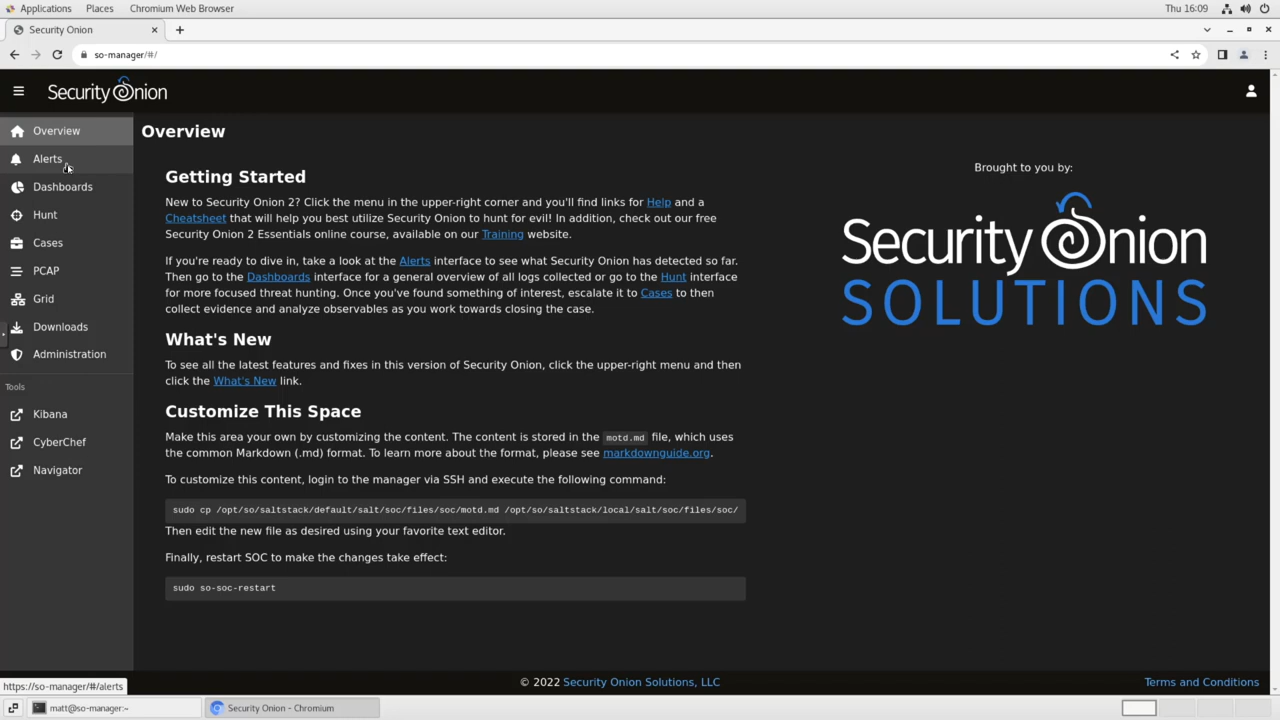 Applications Places Chromium Web Browser Thu 16:09
Security Onion
so-manager/#/
Security Onion
Overview
Alerts
Dashboards
Hunt
Cases
PCAP
Grid
Downloads
Administration
Tools
Kibana
CyberChef
Navigator
Overview
Getting Started
New to Security Onion 2? Click the menu in the upper-right corner and you'll find links for Help and a
Cheatsheet that will help you best utilize Security Onion to hunt for evil! In addition, check out our free
Security Onion 2 Essentials online course, available on our Training website.
If you're ready to dive in, take a look at the Alerts interface to see what Security Onion has detected so far.
Then go to the Dashboards interface for a general overview of all logs collected or go to the Hunt interface
for more focused threat hunting. Once you've found something of interest, escalate it to Cases to then
collect evidence and analyze observables as you work towards closing the case.
What's New
To see all the latest features and fixes in this version of Security Onion, click the upper-right menu and then
click the What's New link.
Customize This Space
Make this area your own by customizing the content. The content is stored in the motd.md file, which uses
the common Markdown (.md) format. To learn more about the format, please see markdownguide.org.
To customize this content, login to the manager via SSH and execute the following command:
sudo cp /opt/so/saltstack/default/salt/soc/files/soc/motd.md /opt/so/saltstack/local/salt/soc/files/soc/
Then edit the new file as desired using your favorite text editor.
Finally, restart SOC to make the changes take effect:
sudo so-soc-restart
Brought to you by:
Security Onion
SOLUTIONS
https://so-manager/#/alerts
© 2022 Security Onion Solutions, LLC
Terms and Conditions
matt@so-manager:~
Security Onion - Chromium